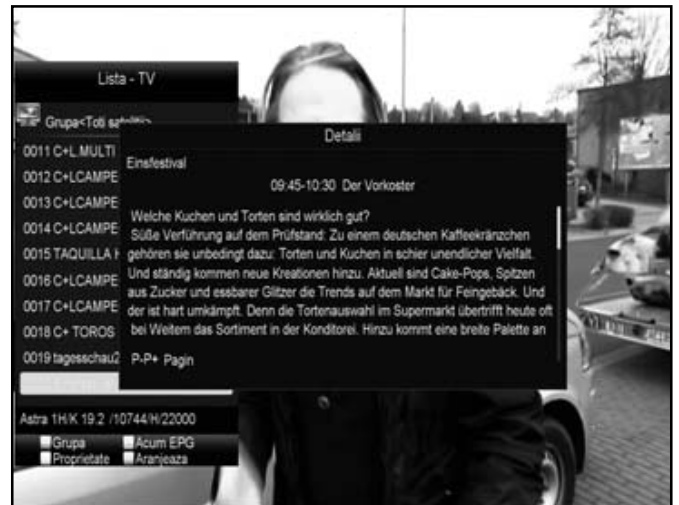 Lista - TV
Grupa<Toti sateliti>
0011 C+L.MULTI
0012 C+LCAMPE
0013 C+LCAMPE
0014 C+LCAMPE
0015 TAQUILLA
0016 C+LCAMPE
0017 C+LCAMPE
0018 C+ TOROS
0019 tagesschau2
Astra 1H/K 19.2 /10744/H/22000
Grupa
Acum EPG
Proprietate
Aranjeaza
Detalii
Einsfestival
09:45-10:30 Der Vorkoster
Welche Kuchen und Torten sind wirklich gut?
Süße Verführung auf dem Prüfstand: Zu einem deutschen Kaffeekränzchen
gehören sie unbedingt dazu: Torten und Kuchen in schier unendlicher Vielfalt.
Und ständig kommen neue Kreationen hinzu. Aktuell sind Cake-Pops, Spitzen
aus Zucker und essbarer Glitzer die Trends auf dem Markt für Feingebäck. Und
der ist hart umkämpft. Denn die Tortenauswahl im Supermarkt übertrifft heute oft
bei Weitem das Sortiment in der Konditorei. Hinzu kommt eine breite Palette an
P-P+ Pagin